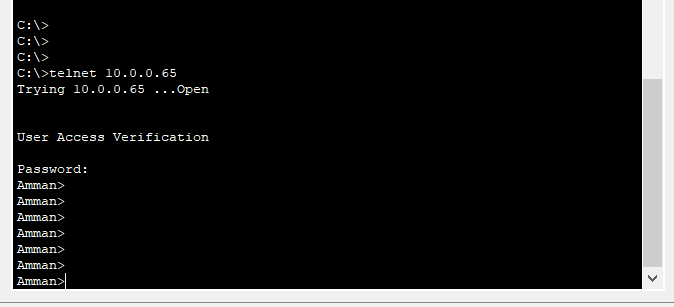 C:\>
C:\>
C:\>
C:\>telnet 10.0.0.65
Trying 10.0.0.65 ...Open
User Access Verification
Password:
Amman>
Amman>
Amman>
Amman>
Amman>
Amman>
Amman>